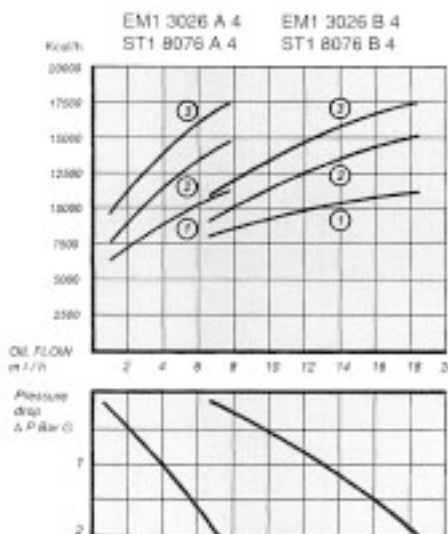 EM1 3026 A 4 EM1 3026 B 4
ST1 8076 A 4 ST1 8076 B 4
Kcal/h
20000
17500
15000
12500
10000
7500
5000
2500
3
2
1
3
2
1
OIL FLOW
m³/h
2 4 6 8 10 12 14 16 18 20
Pressure
drop
Δ P Bar
1
2